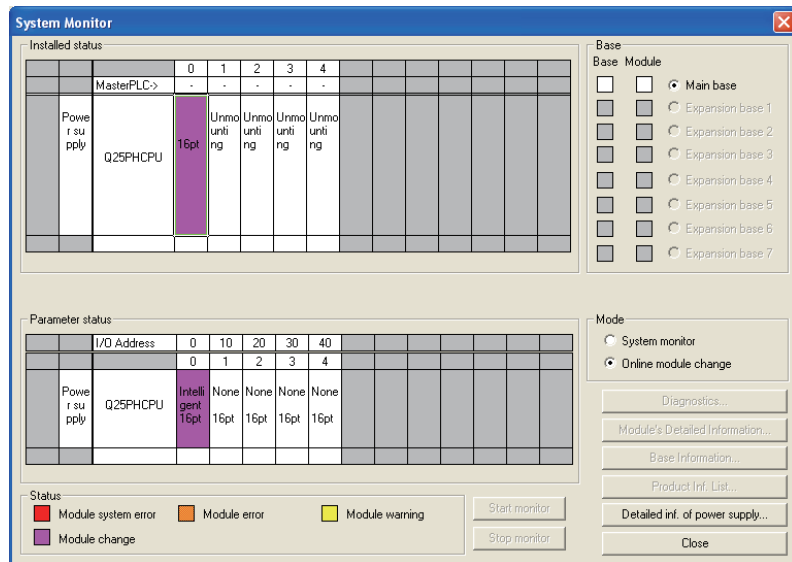 System Monitor
Installed status
0 1 2 3 4
MasterPLC-> - - - - -
Powe
r su
pply
Q25PHCPU
16pt
Unmo
unti
ng
Unmo
unti
ng
Unmo
unti
ng
Unmo
unti
ng
Base
Base Module
Main base
Expansion base 1
Expansion base 2
Expansion base 3
Expansion base 4
Expansion base 5
Expansion base 6
Expansion base 7
Parameter status
I/O Address 0 10 20 30 40
0 1 2 3 4
Powe
r su
pply
Q25PHCPU
Intelli
gent
16pt
None
16pt
None
16pt
None
16pt
None
16pt
Mode
System monitor
Online module change
Diagnostics...
Module's Detailed Information...
Base Information...
Product Inf. List...
Detailed inf. of power supply...
Close
Status
Module system error
Module error
Module warning
Module change
Start monitor
Stop monitor